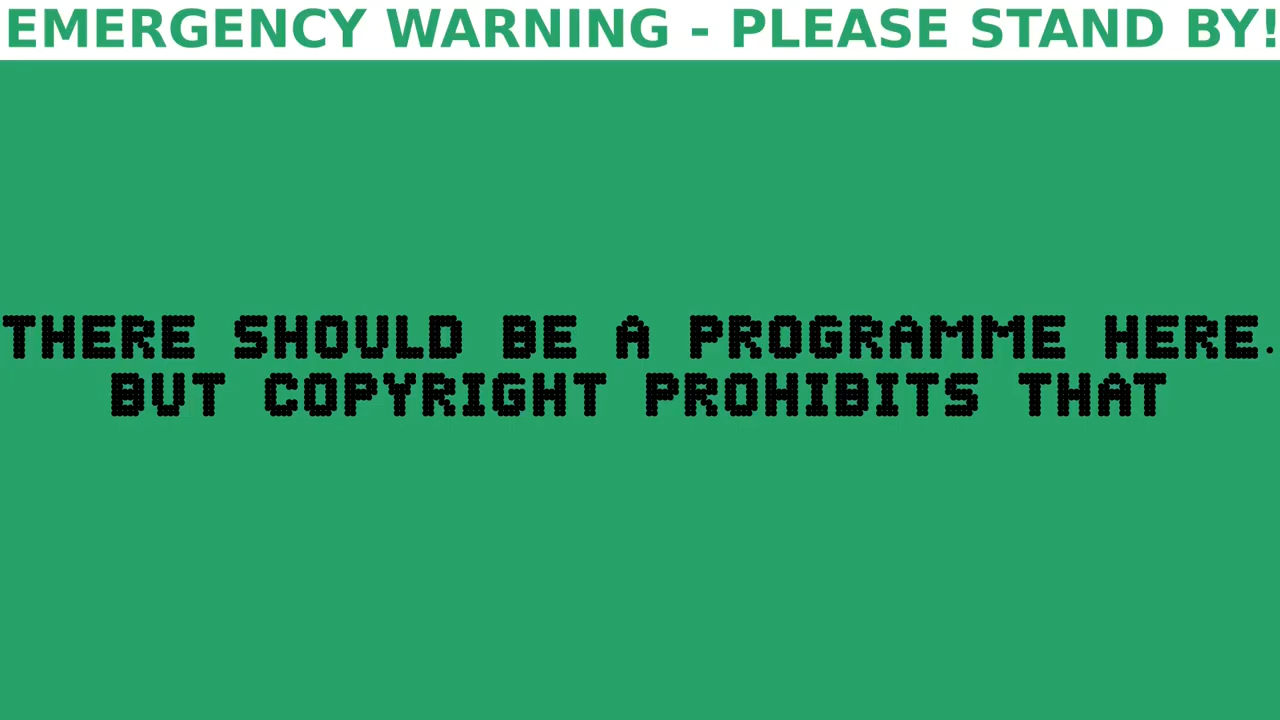 EMERGENCY WARNING - PLEASE STAND BY!
THERE SHOULD BE A PROGRAMME HERE.
BUT COPYRIGHT PROHIBITS THAT